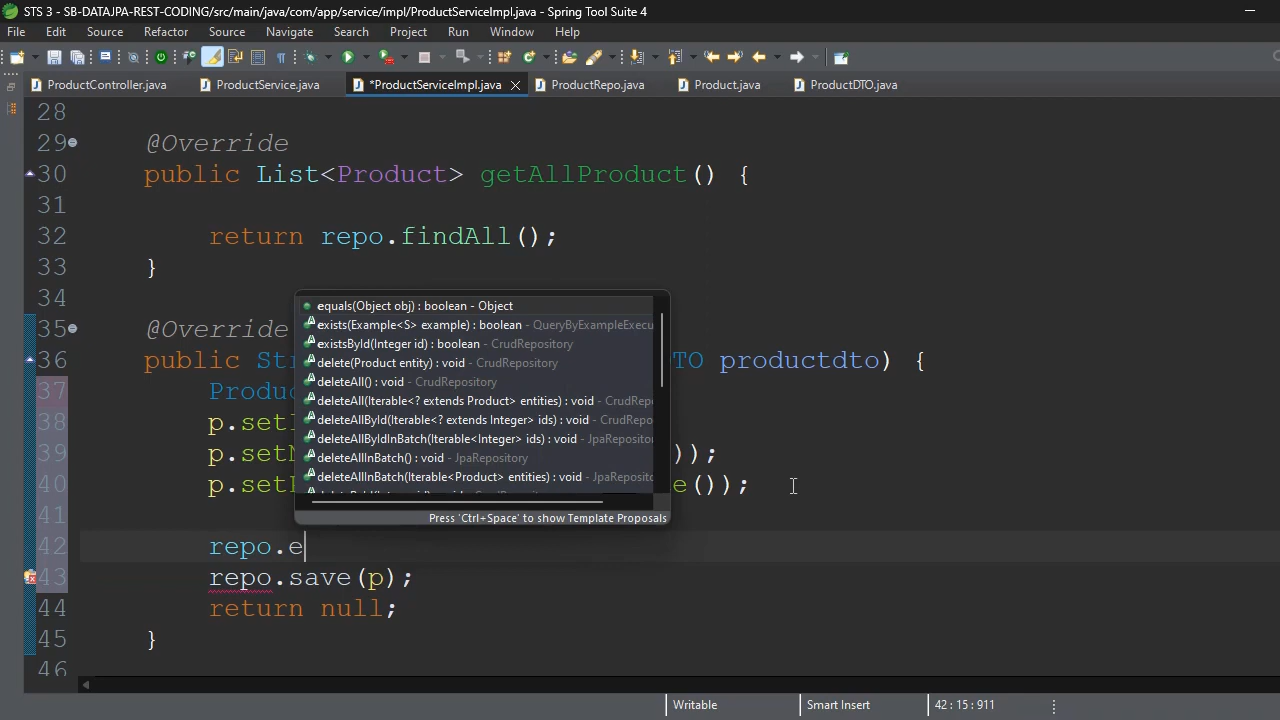 STS 3 - SB-DATAJPA-REST-CODING/src/main/java/com/app/service/impl/ProductServiceImpl.java - Spring Tool Suite 4
File Edit Source Refactor Source Navigate Search Project Run Window Help
ProductController.java ProductService.java *ProductServiceImpl.java ProductRepo.java Product.java ProductDTO.java
28
29 @Override
30 public List<Product> getAllProduct() {
31
32 return repo.findAll();
33 }
34
equals(Object obj) : boolean - Object
exists(Example<S> example) : boolean - QueryByExampleExecu
existsById(Integer id) : boolean - CrudRepository
delete(Product entity) : void - CrudRepository
deleteAll() : void - CrudRepository
deleteAll(Iterable<? extends Product> entities) : void - CrudRep
deleteAllById(Iterable<? extends Integer> ids) : void - CrudRepo
deleteAllByIdInBatch(Iterable<Integer> ids) : void - JpaRepositor
deleteAllInBatch() : void - JpaRepository
deleteAllInBatch(Iterable<Product> entities) : void - JpaReposit
Press 'Ctrl+Space' to show Template Proposals
35 @Override
36 public St TO productdto) {
37 Produc
38 p.set
39 p.setN ));
40 p.set e());
41
42 repo.e
43 repo.save(p);
44 return null;
45 }
46
Writable Smart Insert 42 : 15 : 911